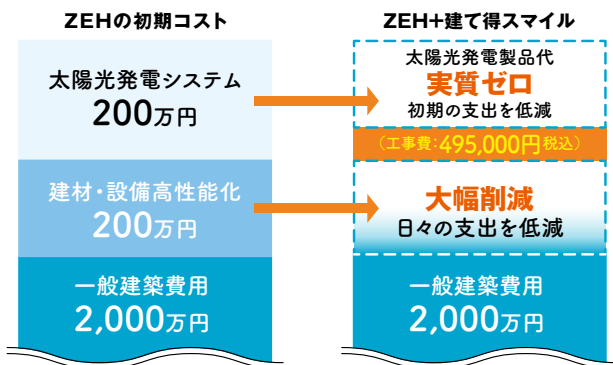 ZEHの初期コスト
太陽光発電システム
200万円
建材・設備高性能化
200万円
一般建築費用
2,000万円
ZEH+建て得スマイル
太陽光発電製品代
実質ゼロ
初期の支出を低減
（工事費：495,000円税込）
大幅削減
日々の支出を低減
一般建築費用
2,000万円